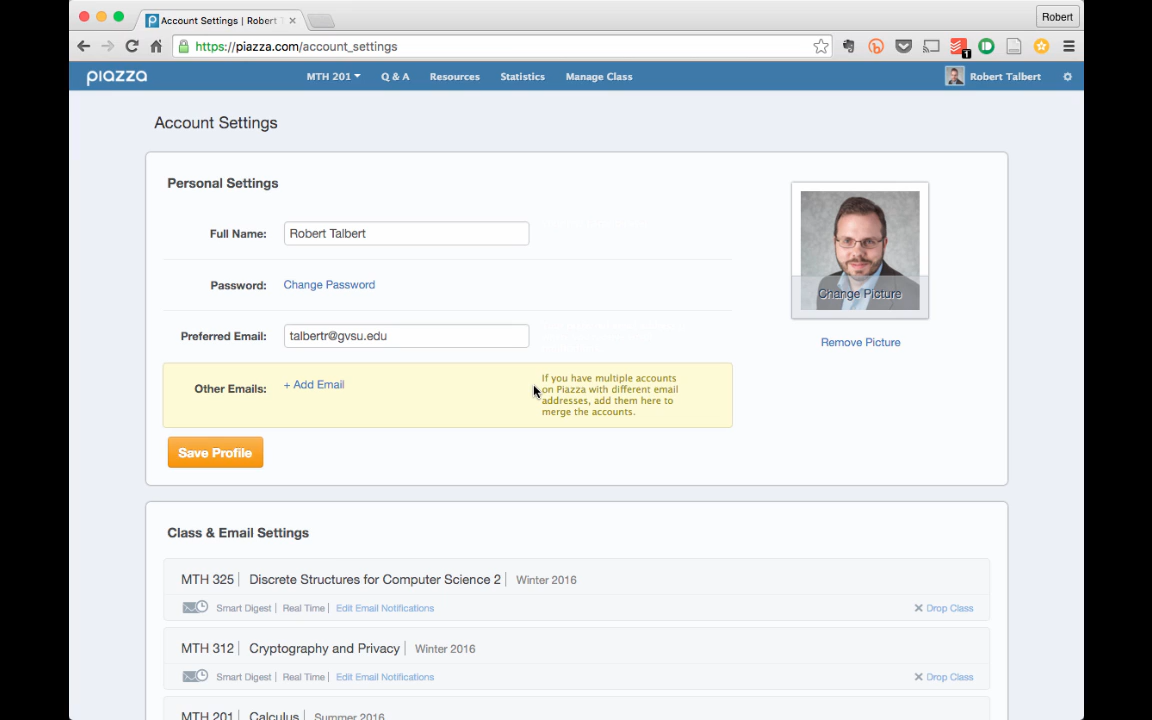 Account Settings | Robert
Robert
https://piazza.com/account_settings
1
piazza
MTH 201
Q & A
Resources
Statistics
Manage Class
Robert Talbert
Account Settings
Personal Settings
Full Name:
Robert Talbert
Password:
Change Password
Preferred Email:
talbertr@gvsu.edu
Change Picture
Remove Picture
Other Emails:
+ Add Email
If you have multiple accounts
on Piazza with different email
addresses, add them here to
merge the accounts.
Save Profile
Class & Email Settings
MTH 325 | Discrete Structures for Computer Science 2 | Winter 2016
Smart Digest | Real Time | Edit Email Notifications
Drop Class
MTH 312 | Cryptography and Privacy | Winter 2016
Smart Digest | Real Time | Edit Email Notifications
Drop Class
MTH 201 | Calculus | Summer 2016